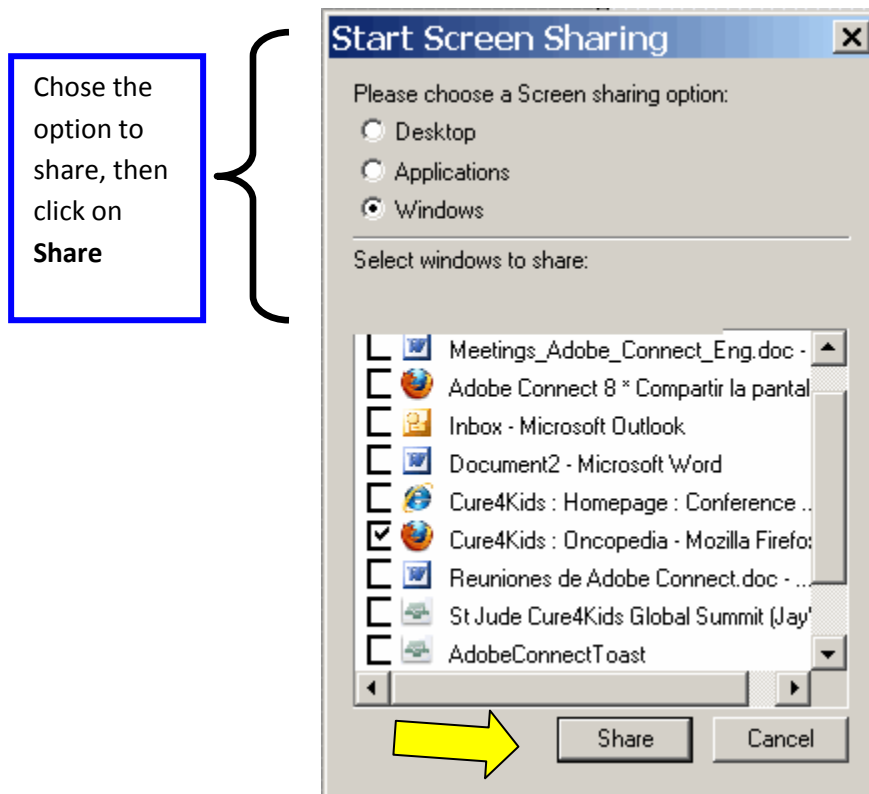 Chose the
option to
share, then
click on
Share
Start Screen Sharing
Please choose a Screen sharing option:
Desktop
Applications
Windows
Select windows to share:
Meetings_Adobe_Connect_Eng.doc -
Adobe Connect 8 * Compartir la pantal
Inbox - Microsoft Outlook
Document2 - Microsoft Word
Cure4Kids : Homepage : Conference ..
Cure4Kids : Oncopedia - Mozilla Firefo
Reuniones de Adobe Connect.doc - ...
St Jude Cure4Kids Global Summit (Jay'
AdobeConnectToast
Share Cancel